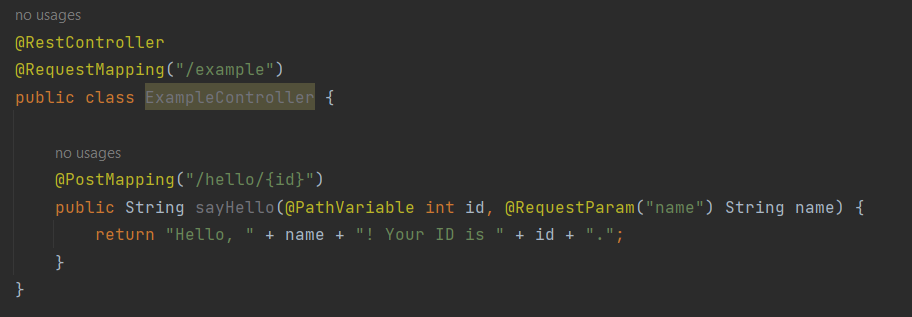 no usages
@RestController
@RequestMapping("/example")
public class ExampleController {
no usages
@PostMapping("/hello/{id}")
public String sayHello(@PathVariable int id, @RequestParam("name") String name) {
return "Hello, " + name + "! Your ID is " + id + ".";
}
}